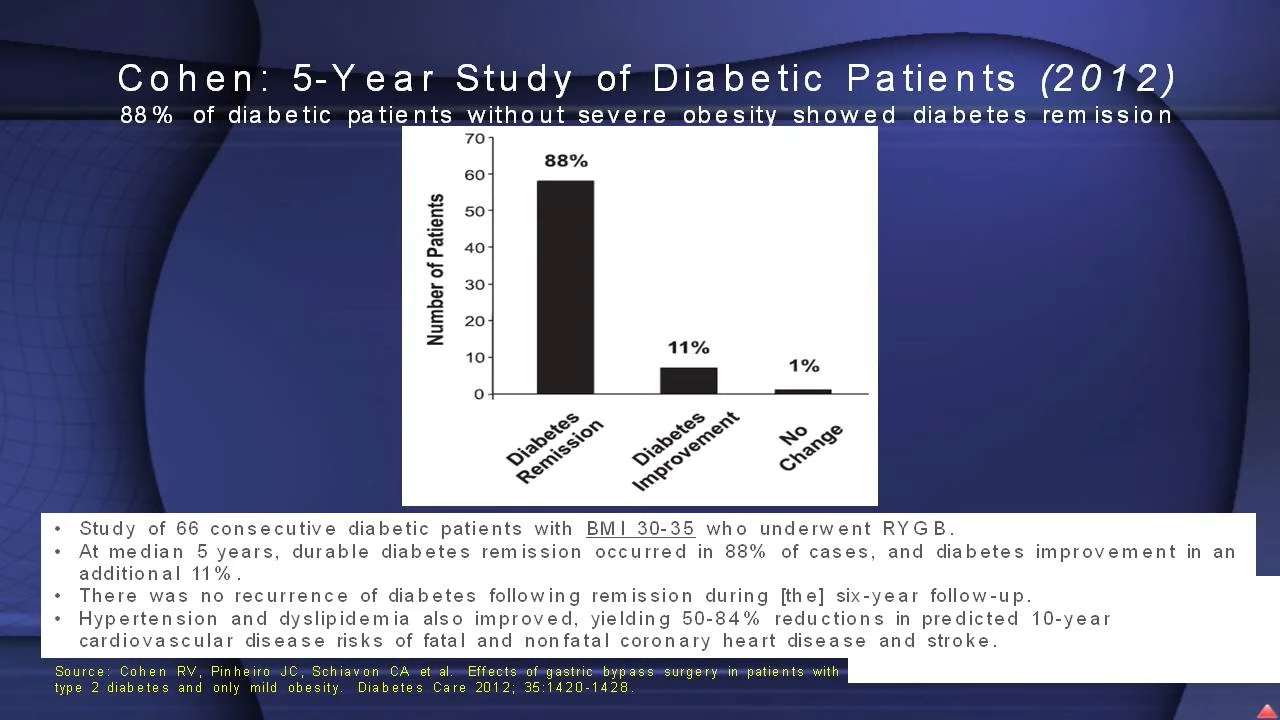 Cohen: 5-Year Study of Diabetic Patients (2012)
88% of diabetic patients without severe obesity showed diabetes remission
70
60
50
40
30
20
10
0
Number of Patients
88%
11%
1%
Diabetes
Remission
Diabetes
Improvement
No
Change
• Study of 66 consecutive diabetic patients with BMI 30-35 who underwent RYGB.
• At median 5 years, durable diabetes remission occurred in 88% of cases, and diabetes improvement in an
additional 11%.
• There was no recurrence of diabetes following remission during [the] six-year follow-up.
• Hypertension and dyslipidemia also improved, yielding 50-84% reductions in predicted 10-year
cardiovascular disease risks of fatal and nonfatal coronary heart disease and stroke.
Source: Cohen RV, Pinheiro JC, Schiavon CA et al. Effects of gastric bypass surgery in patients with
type 2 diabetes and only mild obesity. Diabetes Care 2012; 35:1420-1428.